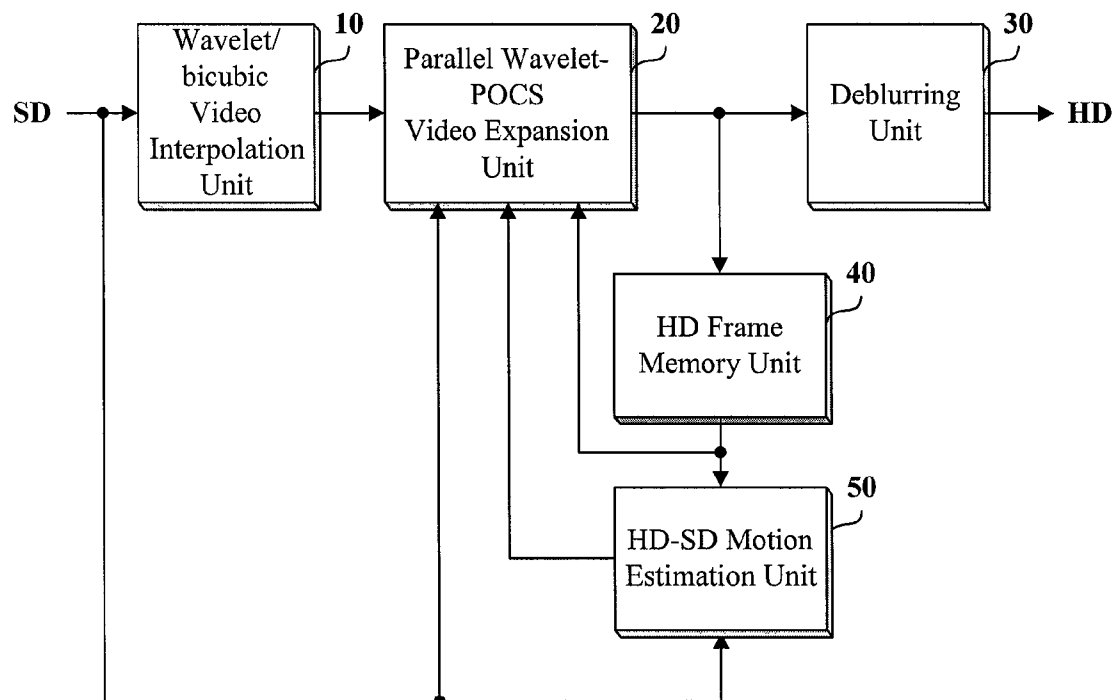 10
20
30
Wavelet/
bicubic
Video
Interpolation
Unit
Parallel Wavelet-
POCS
Video Expansion
Unit
Deblurring
Unit
SD
HD
40
HD Frame
Memory Unit
50
HD-SD Motion
Estimation Unit